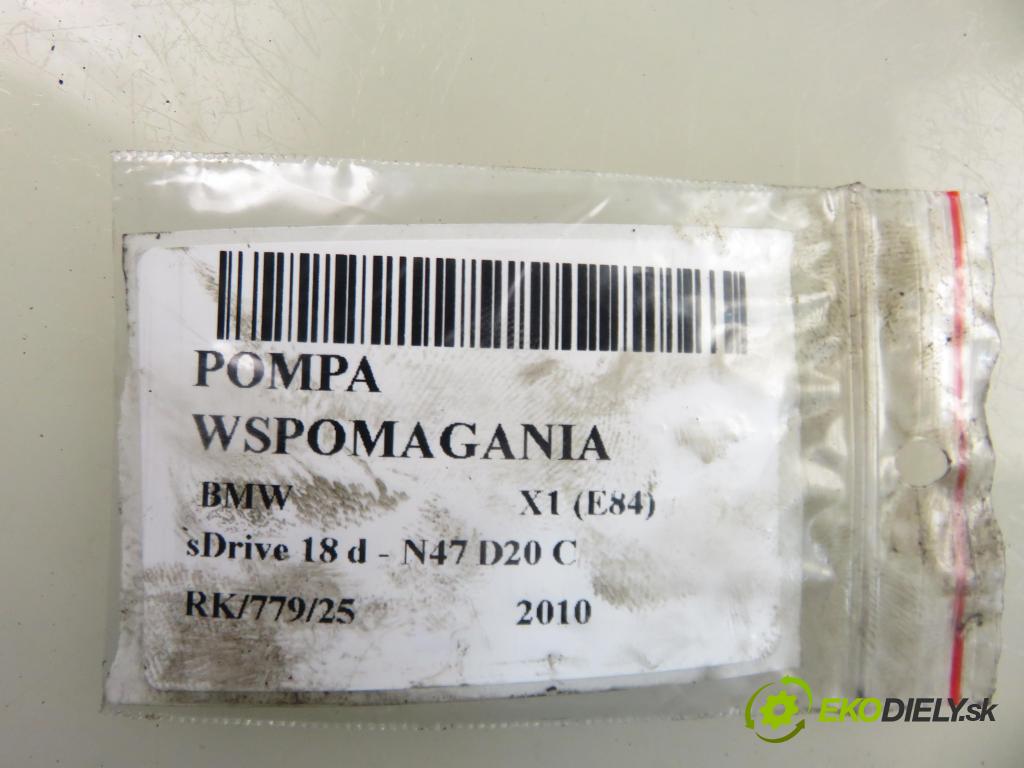 POMPA
WSPOMAGANIA
BMW X1 (E84)
sDrive 18 d - N47 D20 C
RK/779/25 2010
EKODIELY.sk